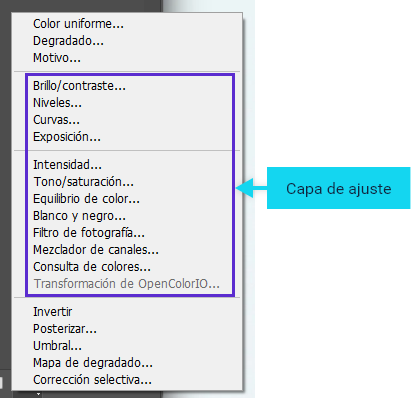 Color uniforme...
Degradado...
Motivo...
Brillo/contraste...
Niveles...
Curvas...
Exposición...
Intensidad...
Tono/saturación...
Equilibrio de color...
Blanco y negro...
Filtro de fotografía...
Mezclador de canales...
Consulta de colores...
Transformación de OpenColorIO...
Invertir
Posterizar...
Umbral...
Mapa de degradado...
Corrección selectiva...
Capa de ajuste